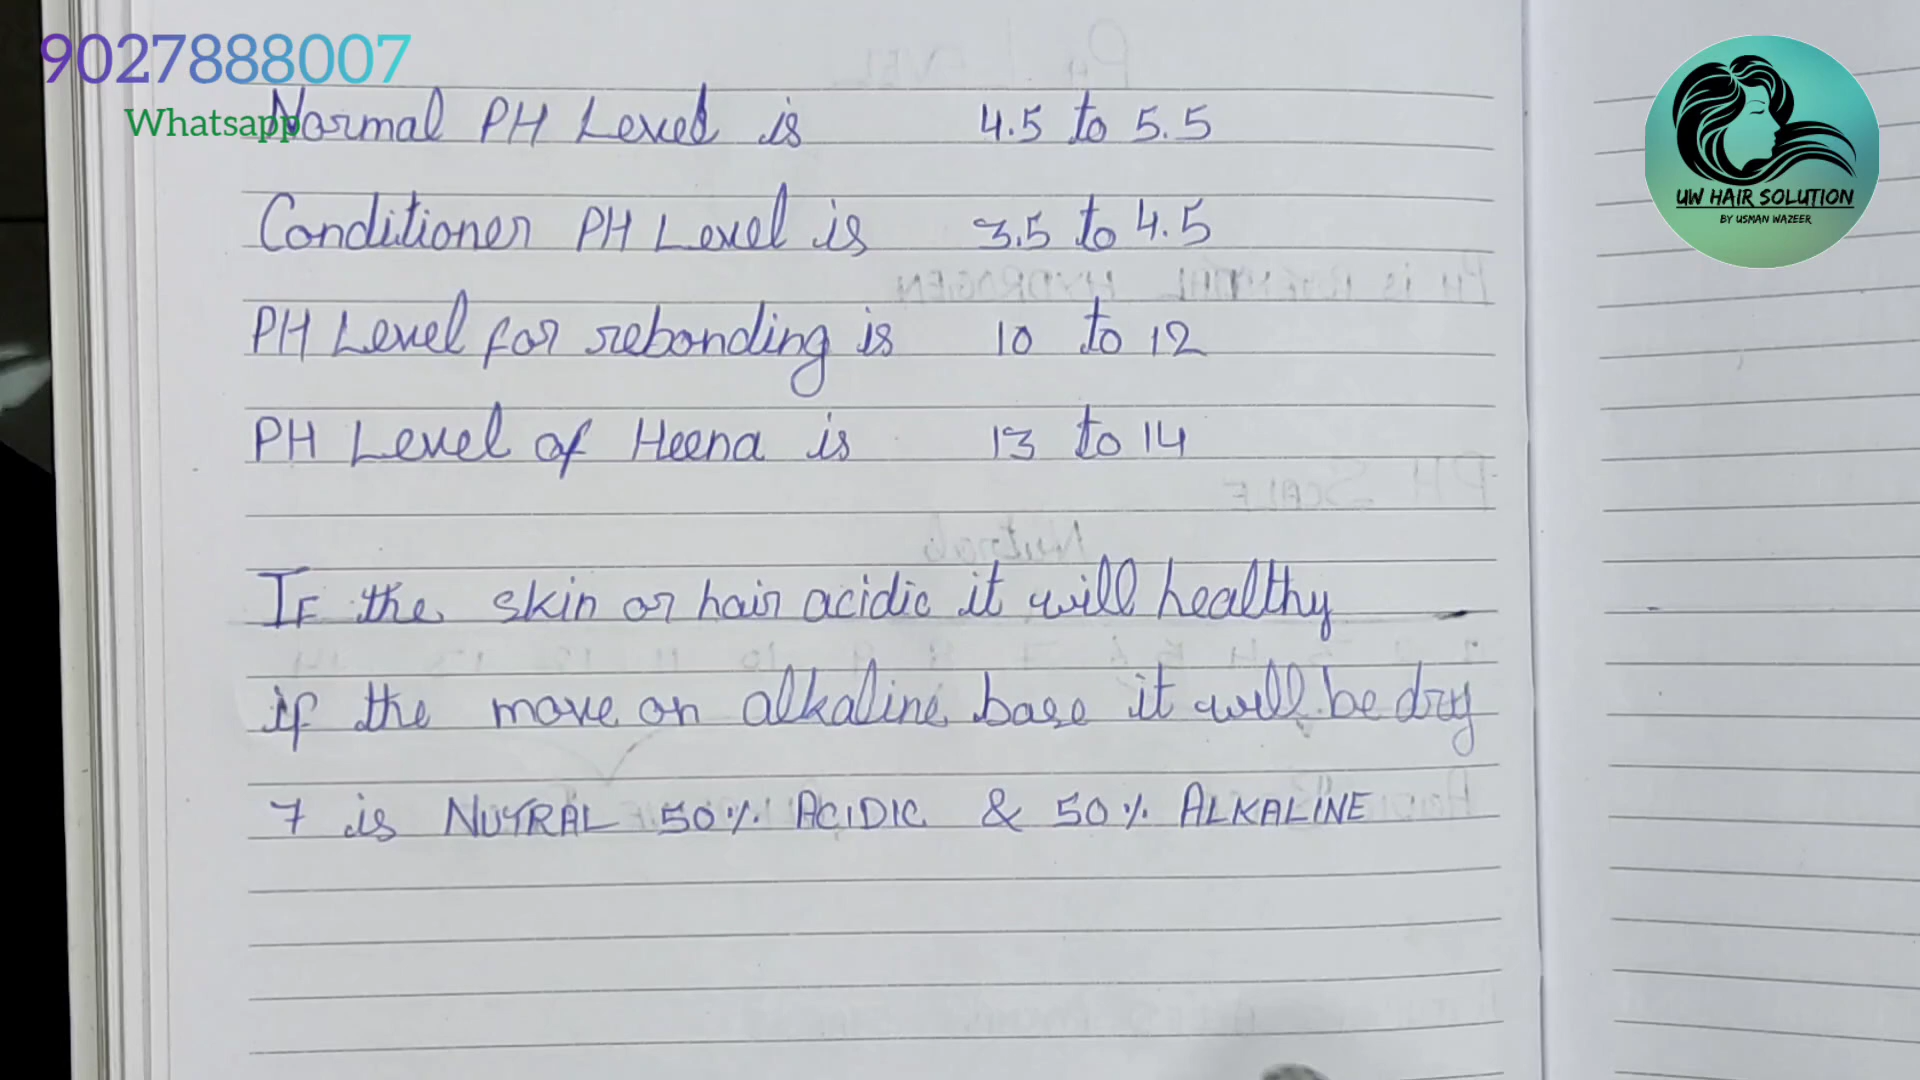 9027888007
Whatsapp
Normal PH Level is 4.5 to 5.5
Conditioner PH Level is 3.5 to 4.5
PH Level for rebonding is 10 to 12
PH Level of Heena is 13 to 14
IF the skin or hair acidic it will healthy
if the move on alkaline base it will be dry
7 is NUTRAL 50% ACIDIC & 50% ALKALINE
UW HAIR SOLUTION
BY USMAN WAZEER